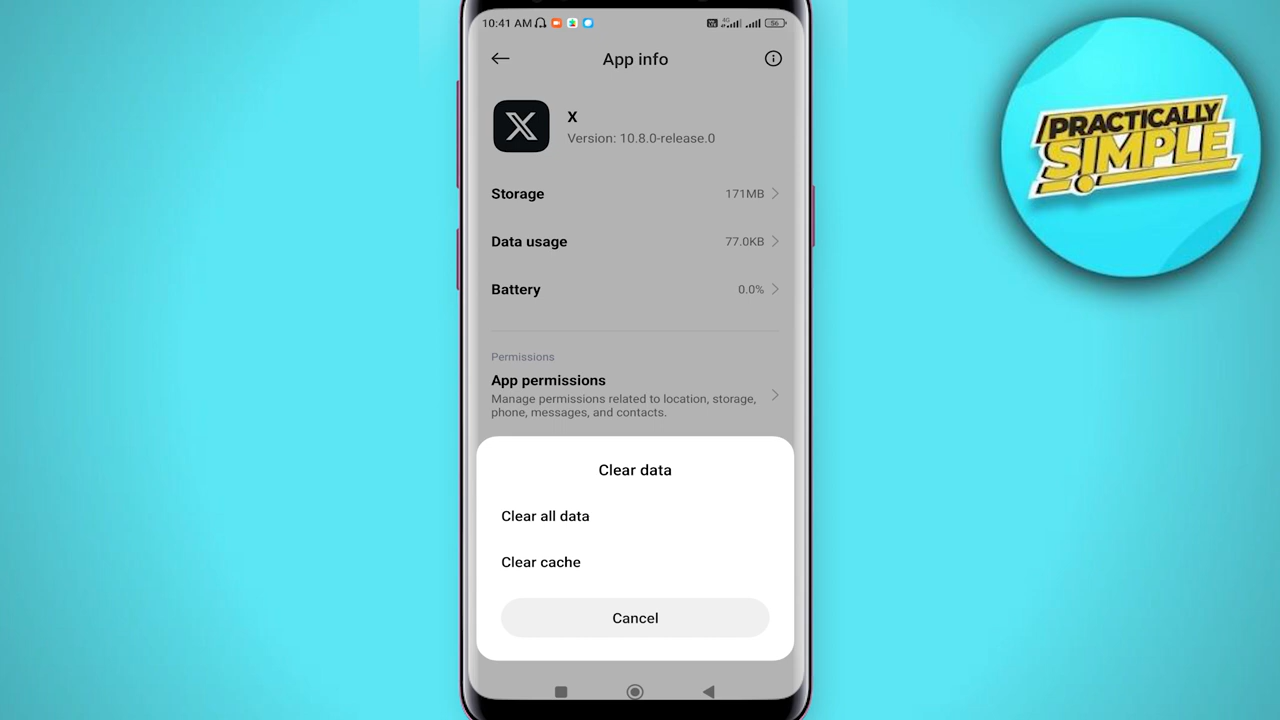 10:41 AM
4G
56
App info
X
Version: 10.8.0-release.0
Storage
171MB
Data usage
77.0KB
Battery
0.0%
Permissions
App permissions
Manage permissions related to location, storage,
phone, messages, and contacts.
Clear data
Clear all data
Clear cache
Cancel
PRACTICALLY
SIMPLE